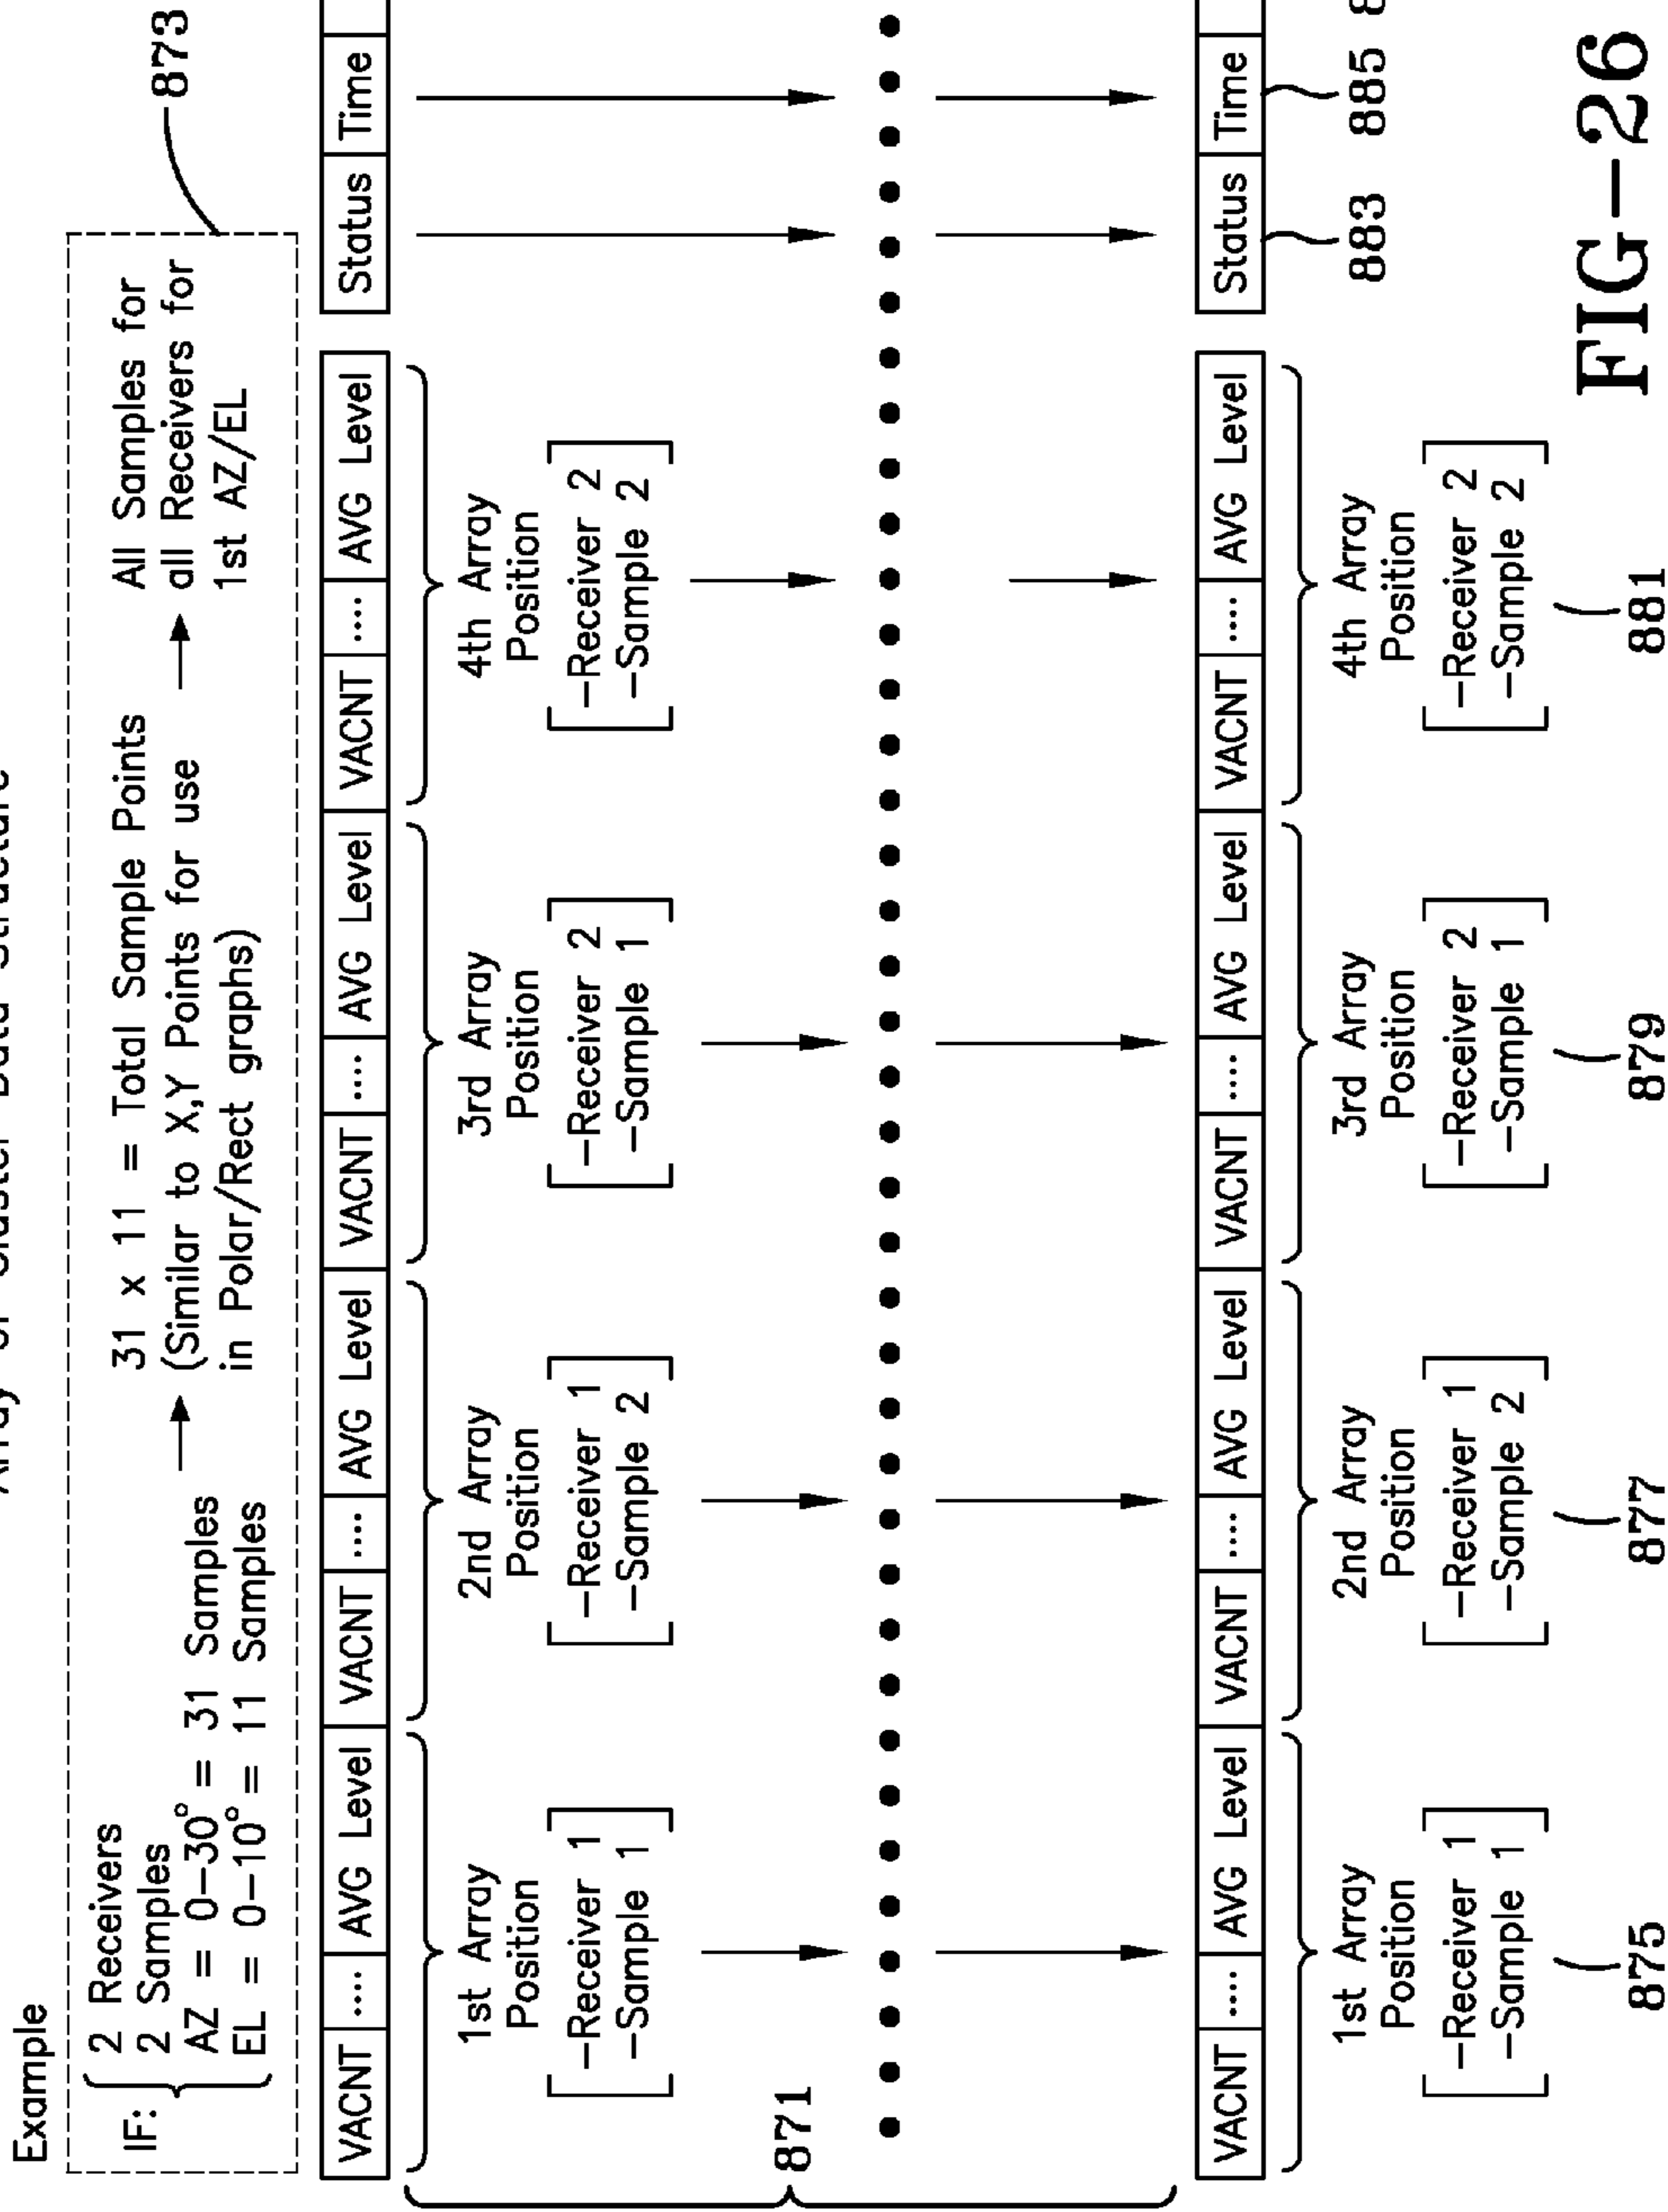 Array of Cluster Data Structure
Example
IF:
2 Receivers
2 Samples
AZ = 0–30° = 31 Samples
EL = 0–10° = 11 Samples
31 x 11 = Total Sample Points
(Similar to X,Y Points for use
in Polar/Rect graphs)
All Samples for
all Receivers for
1st AZ/EL
873
VACNT .... AVG Level VACNT .... AVG Level VACNT .... AVG Level VACNT .... AVG Level Status Time
1st Array
Position
–Receiver 1
–Sample 1
2nd Array
Position
–Receiver 1
–Sample 2
3rd Array
Position
–Receiver 2
–Sample 1
4th Array
Position
–Receiver 2
–Sample 2
871
VACNT .... AVG Level VACNT .... AVG Level VACNT .... AVG Level VACNT .... AVG Level Status Time
1st Array
Position
–Receiver 1
–Sample 1
875
2nd Array
Position
–Receiver 1
–Sample 2
877
3rd Array
Position
–Receiver 2
–Sample 1
879
4th Array
Position
–Receiver 2
–Sample 2
881
883
885
FIG–26